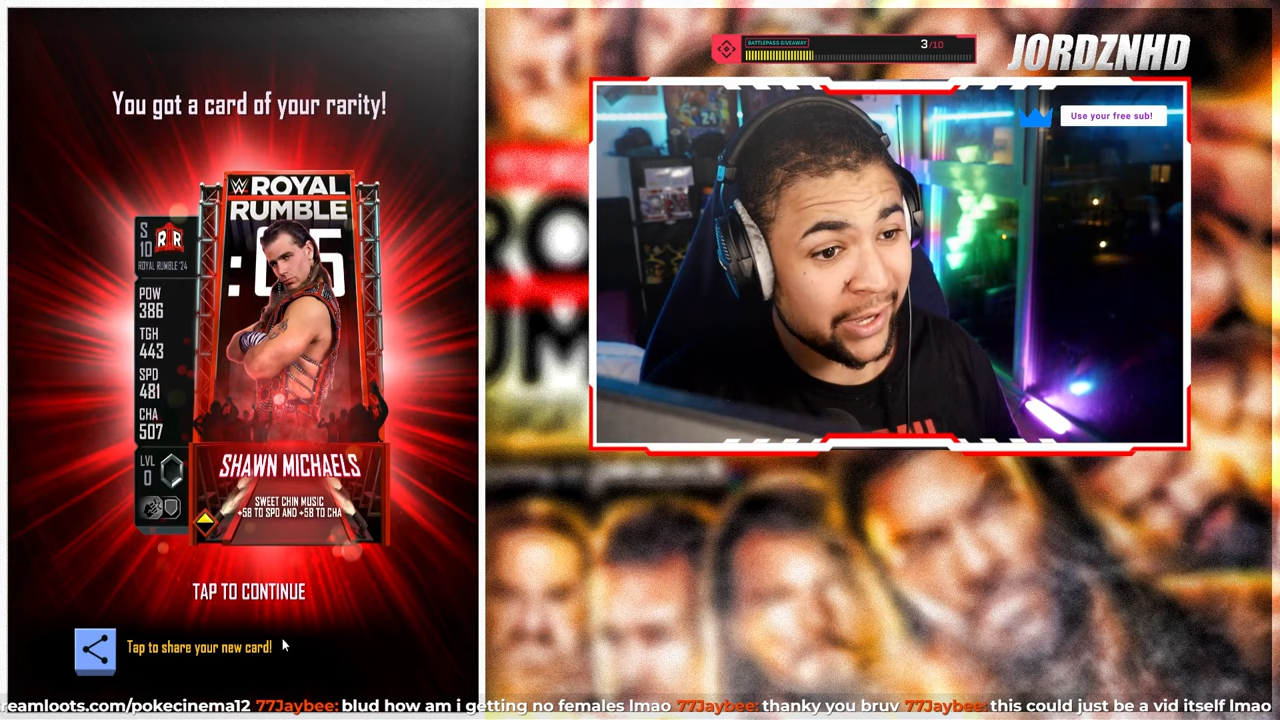 You got a card of your rarity!
W ROYAL
RUMBLE
:05
S
10
RR
ROYAL RUMBLE '24
POW
386
TGH
443
SPD
481
CHA
507
LVL
0
SHAWN MICHAELS
SWEET CHIN MUSIC
+58 TO SPD AND +58 TO CHA
TAP TO CONTINUE
Tap to share your new card!
BATTLEPASS GIVEAWAY
3/10
JORDZNHD
Use your free sub!
reamloots.com/pokecinema12 77Jaybee: blud how am i getting no females lmao 77Jaybee: thanky you bruv 77Jaybee: this could just be a vid itself lmao